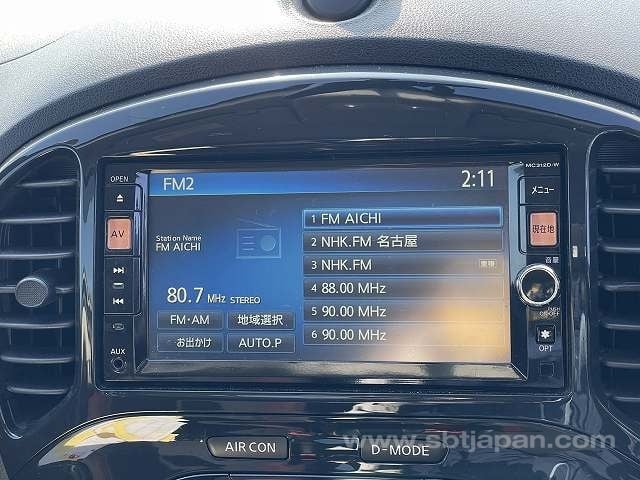 OPEN
MC312D-W
FM2
2:11
メニュー
AV
Station Name
FM AICHI
1 FM AICHI
2 NHK.FM 名古屋
3 NHK.FM
4 88.00 MHz
5 90.00 MHz
6 90.00 MHz
現在地
音量
80.7 MHz STEREO
FM・AM
地域選択
お出かけ
AUTO.P
PUSH
ON・OFF
OPT
AUX
AIR CON
D-MODE
www.sbtjapan.com